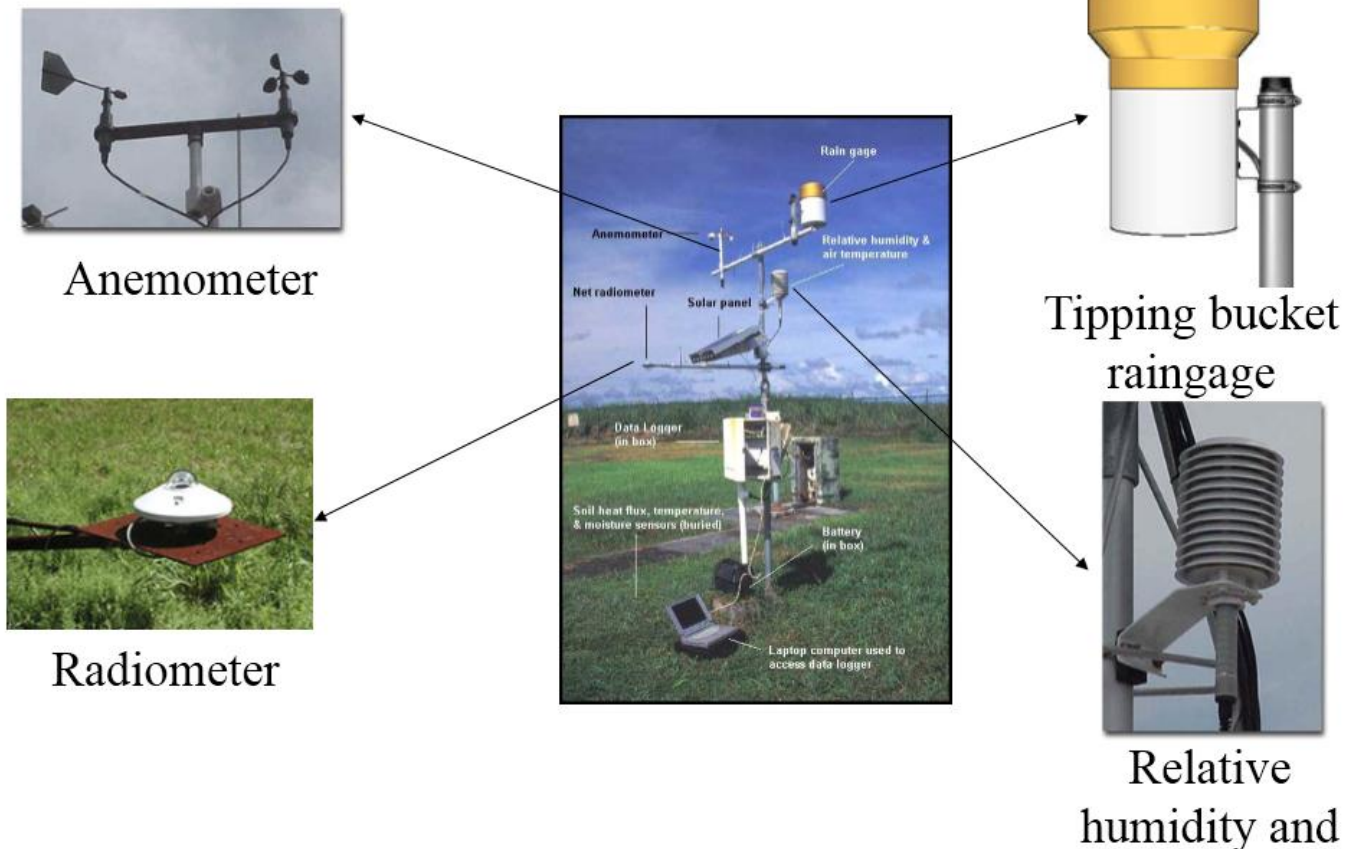 Anemometer
Radiometer
Rain gage
Anemometer
Relative humidity &
air temperature
Net radiometer
Solar panel
Data Logger
(in box)
Soil heat flux, temperature,
& moisture sensors (buried)
Battery
(in box)
Laptop computer used to
access data logger
Tipping bucket
raingage
Relative
humidity and